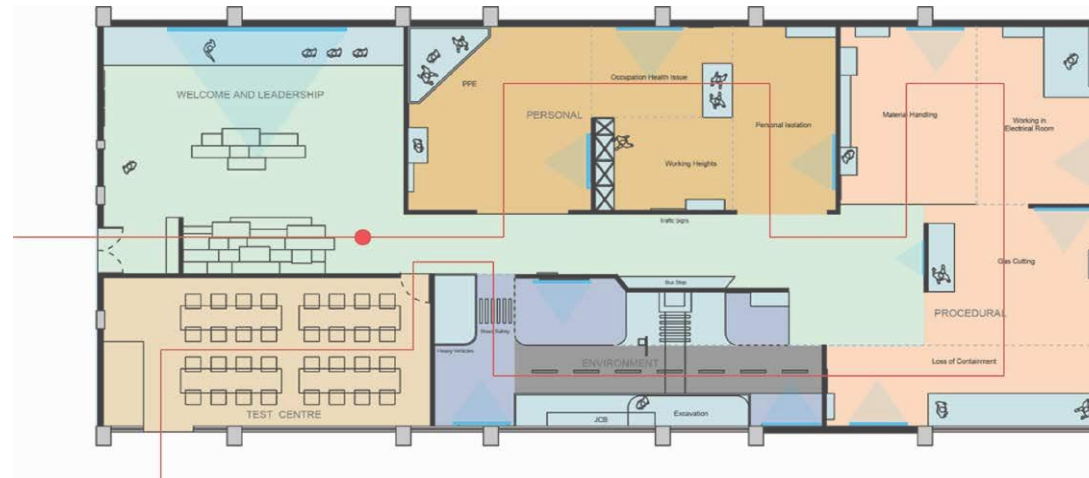 WELCOME AND LEADERSHIP
PPE
PERSONAL
Occupation Health Issue
Personal Isolation
Working Heights
Material Handling
Working in
Electrical Room
Traffic Signs
Gas Cutting
PROCEDURAL
Loss of Containment
Bus Stop
Road Safety
Heavy Vehicles
ENVIRONMENT
JCB
Excavation
TEST CENTRE